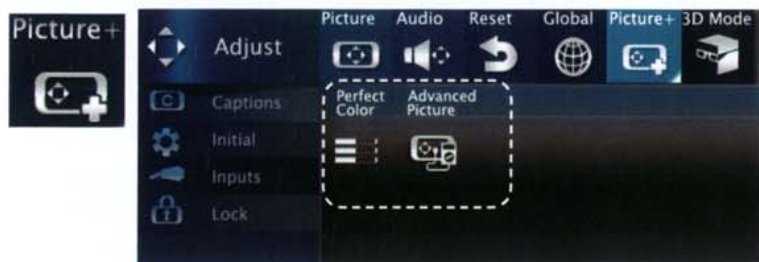 Picture+
Adjust
Picture Audio Reset Global Picture+ 3D Mode
Captions
Initial
Inputs
Lock
Perfect Color
Advanced Picture